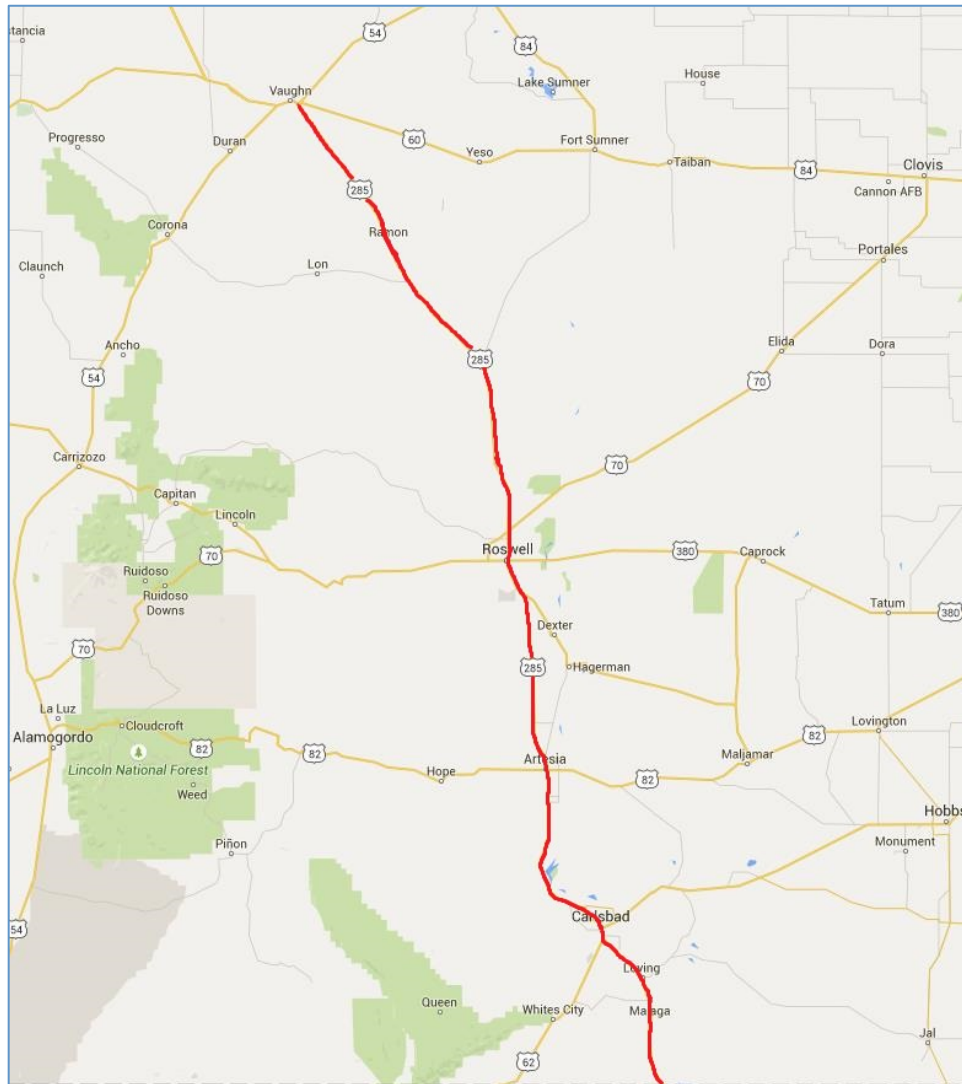 stancia
54
84
House
Lake Sumner
Vaughn
Progresso
Duran
60
Yeso
Fort Sumner
Taiban
84
Clovis
Cannon AFB
285
Corona
Ramon
Portales
Claunch
Lon
Ancho
285
Elida
Dora
54
70
Carrizozo
70
Capitan
Lincoln
70
Roswell
380
Caprock
Ruidoso
Ruidoso
Downs
Tatum
380
Dexter
70
285
Hagerman
La Luz
Cloudcroft
Lovington
Alamogordo
82
82
82
Artesia
Maljamar
Lincoln National Forest
Hope
82
Weed
Hobbs
Piñon
Monument
Carlsbad
54
Loving
Queen
Whites City
Malaga
Jal
62